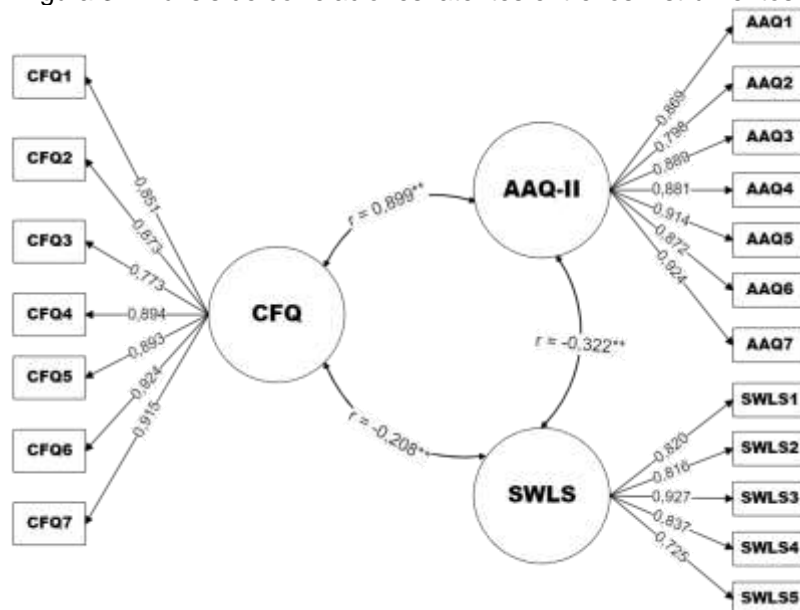 CFQ1
CFQ2
CFQ3
CFQ4
CFQ5
CFQ6
CFQ7
0,851
0,873
0,773
0,894
0,893
0,924
0,915
CFQ
r = 0,899**
r = -0,208**
r = -0,322**
AAQ-II
SWLS
0,869
0,798
0,889
0,881
0,914
0,872
0,924
AAQ1
AAQ2
AAQ3
AAQ4
AAQ5
AAQ6
AAQ7
0,820
0,816
0,927
0,837
0,725
SWLS1
SWLS2
SWLS3
SWLS4
SWLS5